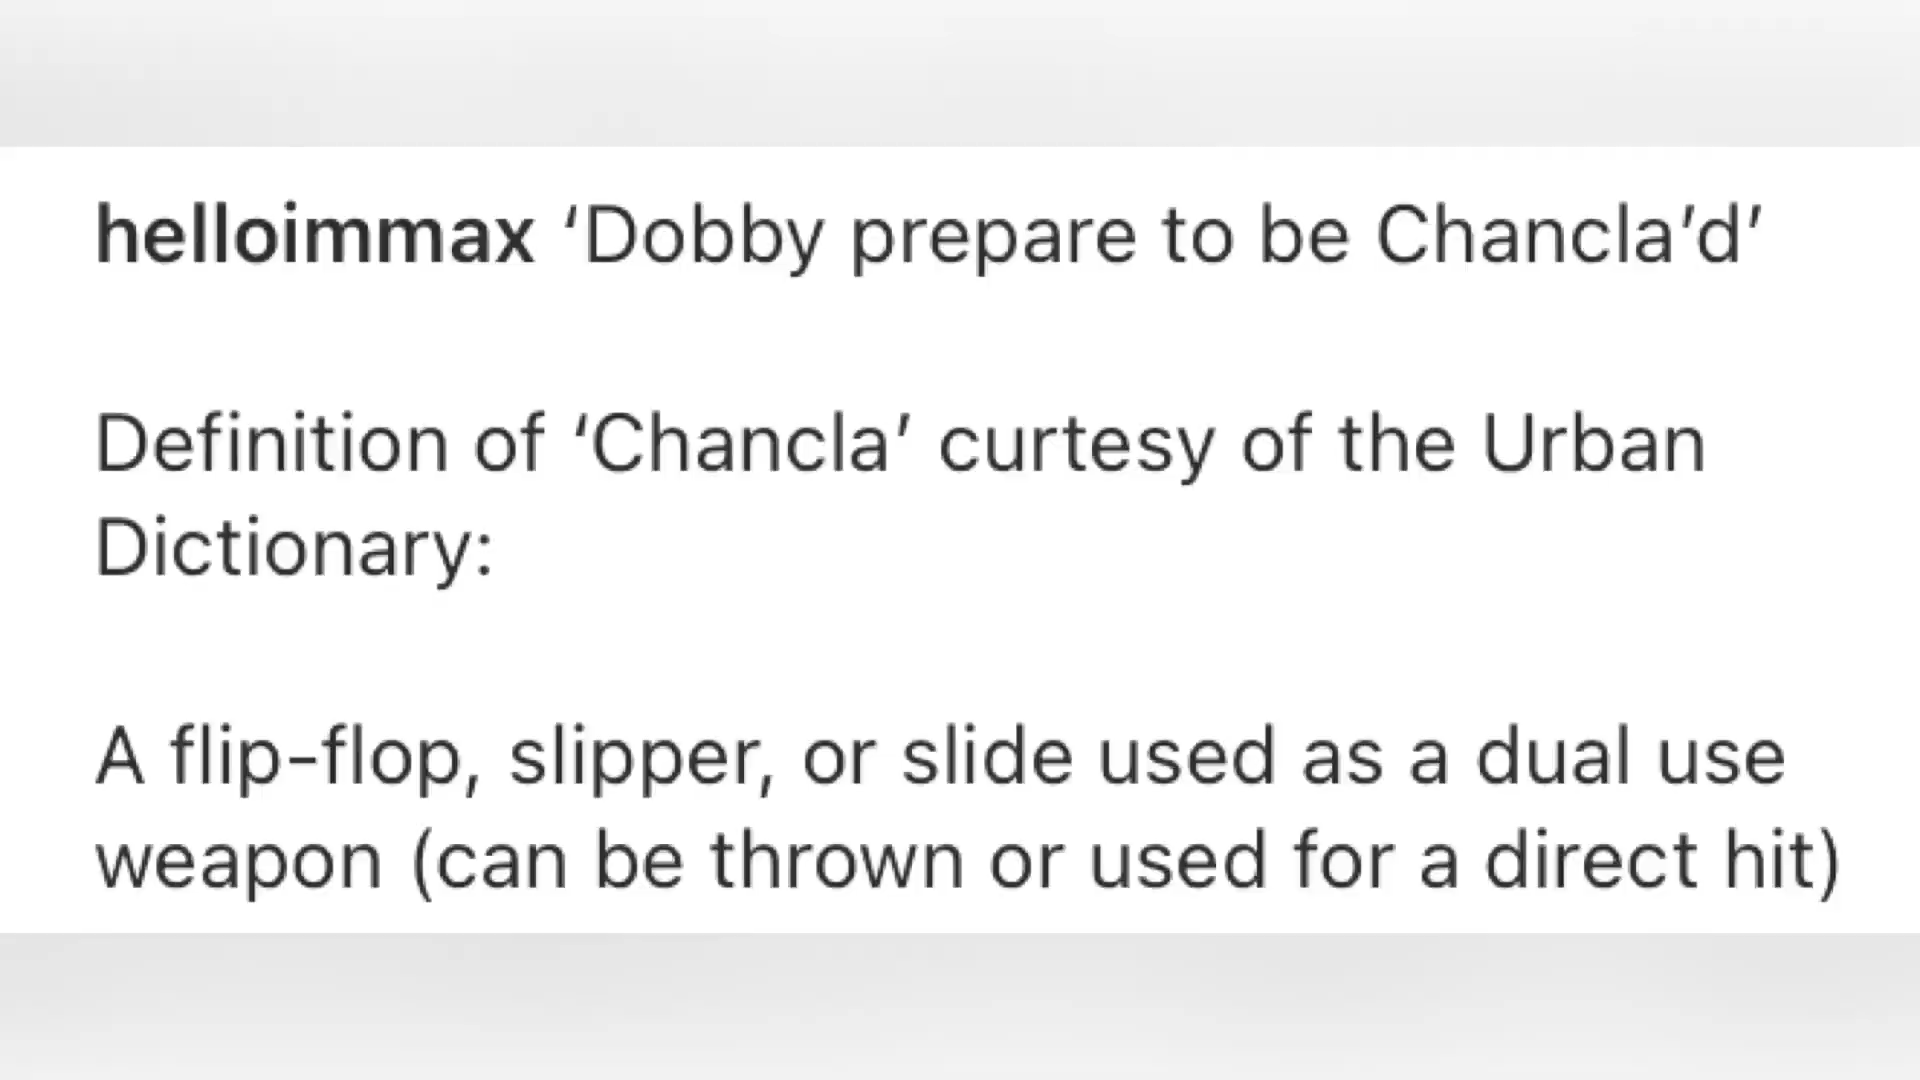 helloimmax ‘Dobby prepare to be Chancla’d’
Definition of ‘Chancla’ curtesy of the Urban
Dictionary:
A flip-flop, slipper, or slide used as a dual use
weapon (can be thrown or used for a direct hit)